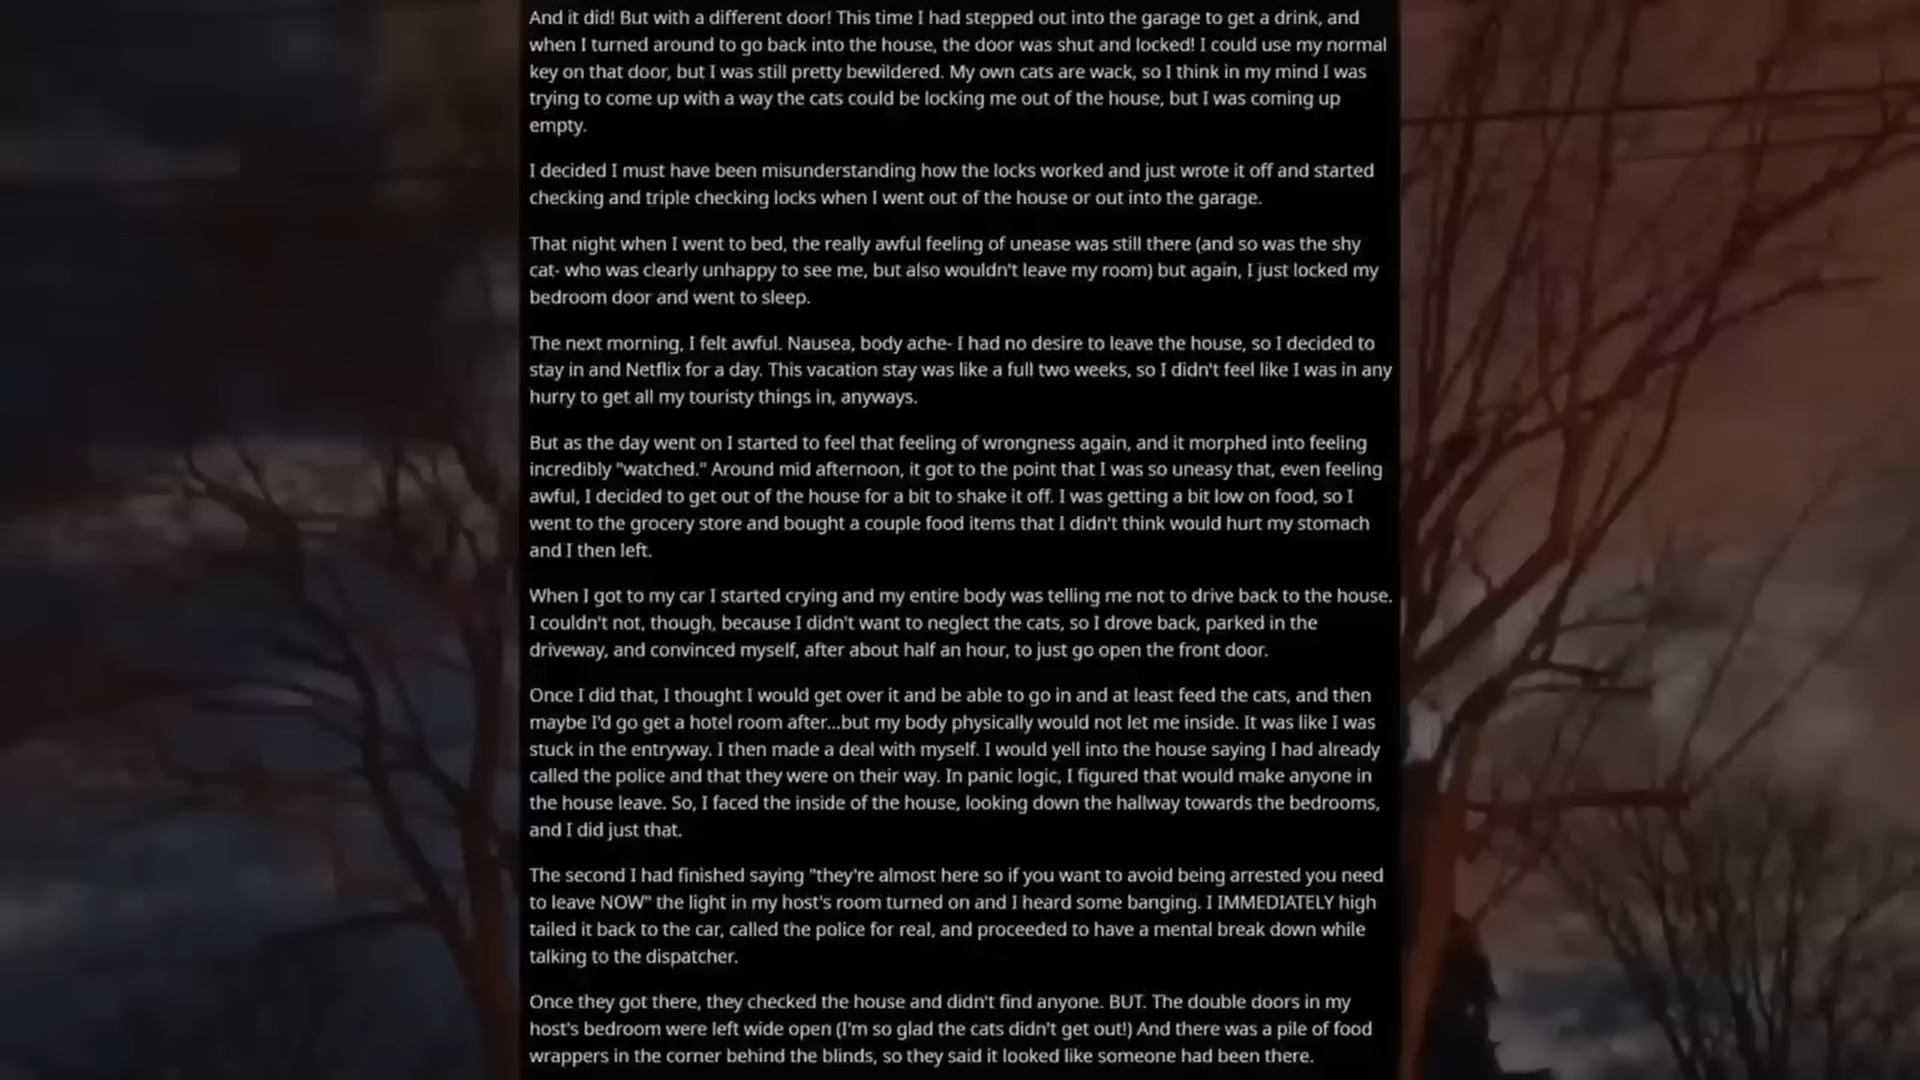 And it did! But with a different door! This time I had stepped out into the garage to get a drink, and
when I turned around to go back into the house, the door was shut and locked! I could use my normal
key on that door, but I was still pretty bewildered. My own cats are wack, so I think in my mind I was
trying to come up with a way the cats could be locking me out of the house, but I was coming up
empty.
I decided I must have been misunderstanding how the locks worked and just wrote it off and started
checking and triple checking locks when I went out of the house or out into the garage.
That night when I went to bed, the really awful feeling of unease was still there (and so was the shy
cat- who was clearly unhappy to see me, but also wouldn't leave my room) but again, I just locked my
bedroom door and went to sleep.
The next morning, I felt awful. Nausea, body ache- I had no desire to leave the house, so I decided to
stay in and Netflix for a day. This vacation stay was like a full two weeks, so I didn't feel like I was in any
hurry to get all my touristy things in, anyways.
But as the day went on I started to feel that feeling of wrongness again, and it morphed into feeling
incredibly "watched." Around mid afternoon, it got to the point that I was so uneasy that, even feeling
awful, I decided to get out of the house for a bit to shake it off. I was getting a bit low on food, so I
went to the grocery store and bought a couple food items that I didn't think would hurt my stomach
and I then left.
When I got to my car I started crying and my entire body was telling me not to drive back to the house.
I couldn't not, though, because I didn't want to neglect the cats, so I drove back, parked in the
driveway, and convinced myself, after about half an hour, to just go open the front door.
Once I did that, I thought I would get over it and be able to go in and at least feed the cats, and then
maybe I'd go get a hotel room after...but my body physically would not let me inside. It was like I was
stuck in the entryway. I then made a deal with myself. I would yell into the house saying I had already
called the police and that they were on their way. In panic logic, I figured that would make anyone in
the house leave. So, I faced the inside of the house, looking down the hallway towards the bedrooms,
and I did just that.
The second I had finished saying "they're almost here so if you want to avoid being arrested you need
to leave NOW" the light in my host's room turned on and I heard some banging. I IMMEDIATELY high
tailed it back to the car, called the police for real, and proceeded to have a mental break down while
talking to the dispatcher.
Once they got there, they checked the house and didn't find anyone. BUT. The double doors in my
host's bedroom were left wide open (I'm so glad the cats didn't get out!) And there was a pile of food
wrappers in the corner behind the blinds, so they said it looked like someone had been there.